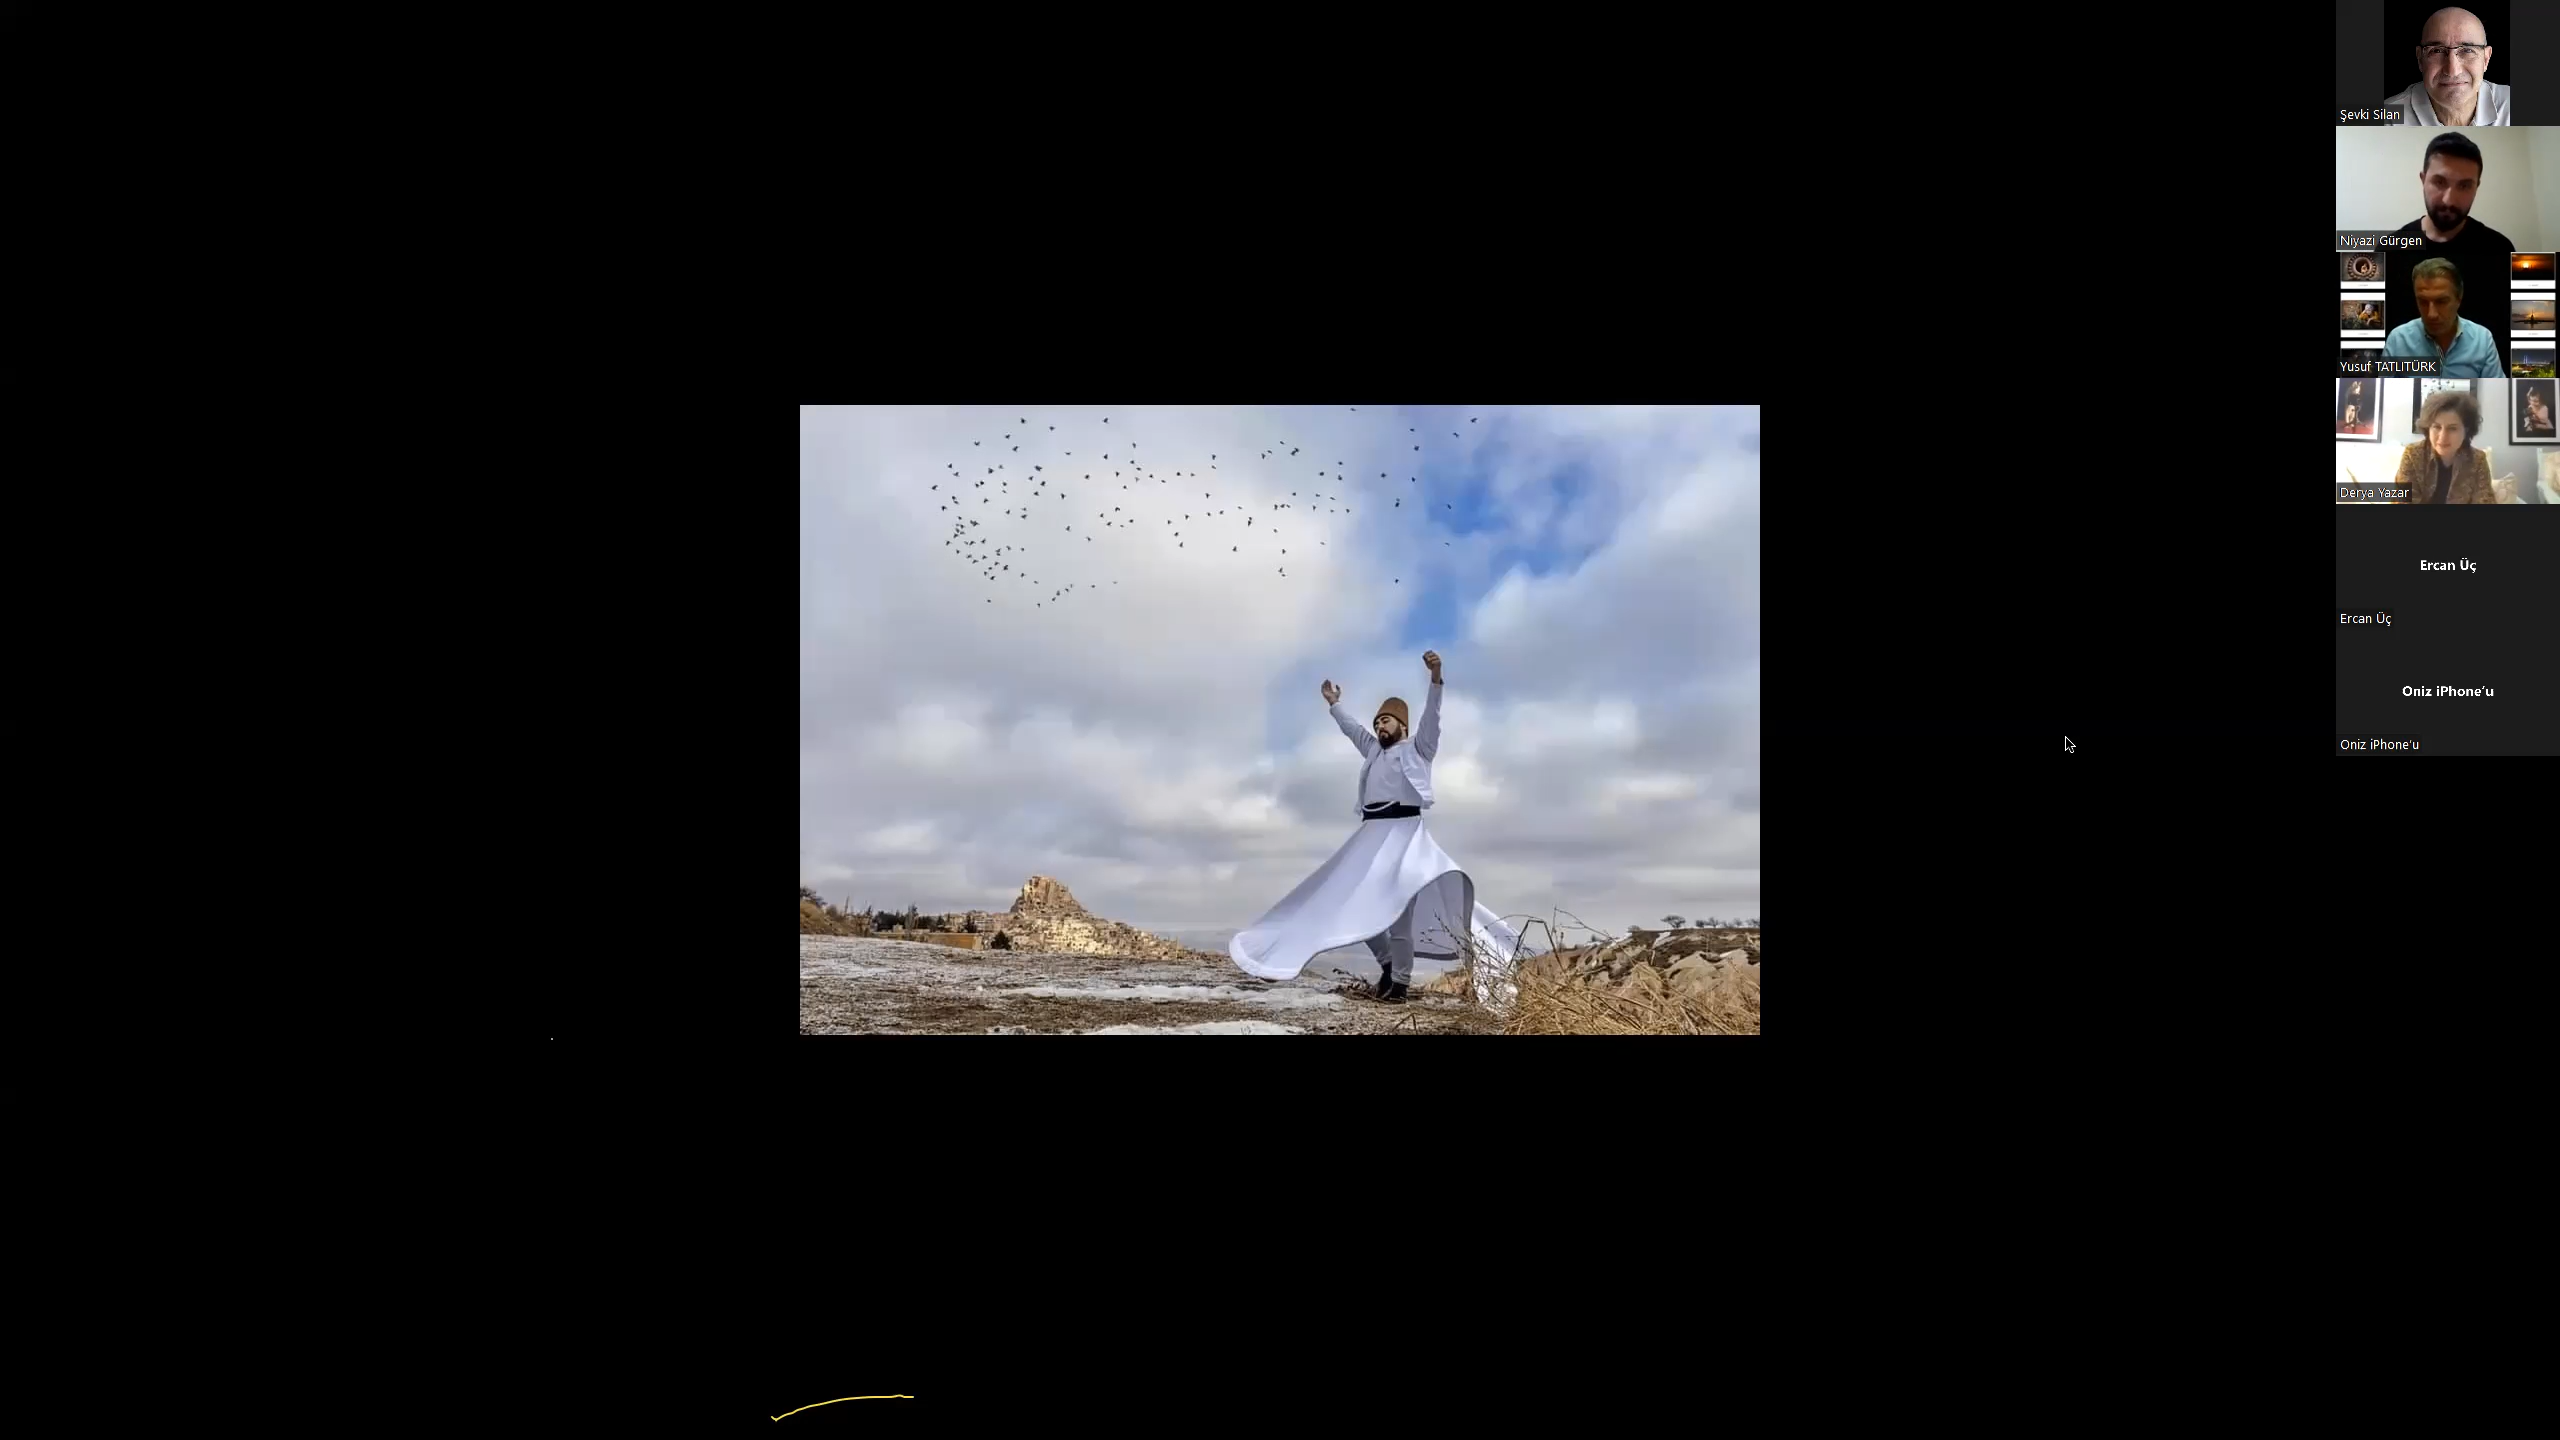 Şevki Silan
Niyazi Gürgen
Yusuf TATLITÜRK
Derya Yazar
Ercan Üç
Ercan Üç
Oniz iPhone'u
Oniz iPhone'u